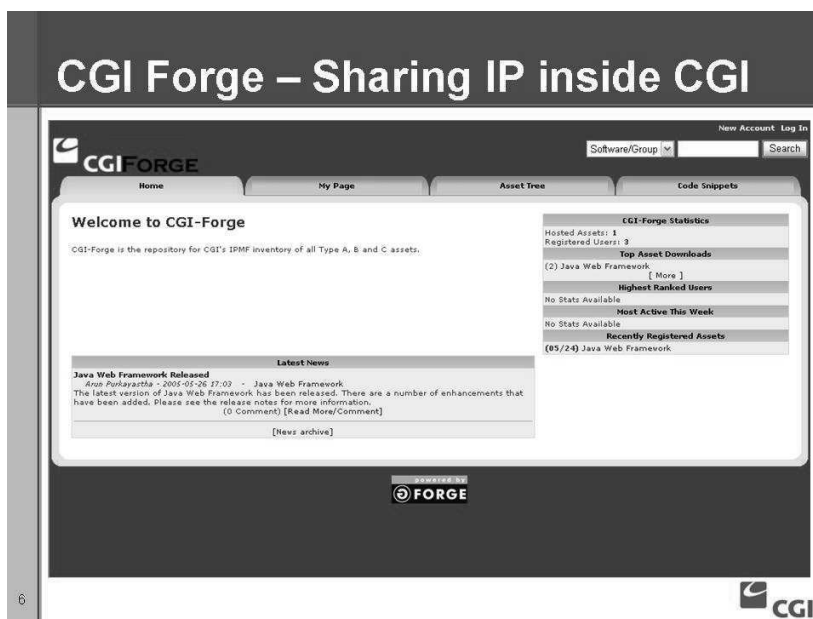 CGI Forge – Sharing IP inside CGI
New Account Log In
CGIFORGE
Software/Group
Search
Home
My Page
Asset Tree
Code Snippets
Welcome to CGI-Forge
CGI-Forge is the repository for CGI's IPMF inventory of all Type A, B and C assets.
CGI-Forge Statistics
Hosted Assets: 1
Registered Users: 3
Top Asset Downloads
(2) Java Web Framework
[ More ]
Highest Ranked Users
No Stats Available
Most Active This Week
No Stats Available
Recently Registered Assets
(05/24) Java Web Framework
Latest News
Java Web Framework Released
Arun Purkayastha - 2005-05-26 17:03 - Java Web Framework
The latest version of Java Web Framework has been released. There are a number of enhancements that
have been added. Please see the release notes for more information.
(0 Comment) [Read More/Comment]
[News archive]
powered by
GFORGE
6
CGI